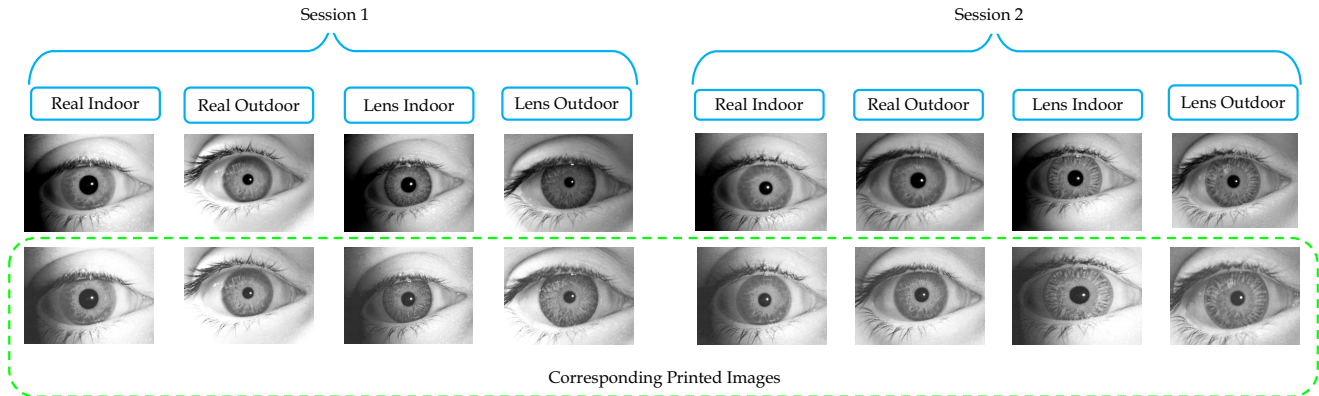 Session 1
Session 2
Real Indoor
Real Outdoor
Lens Indoor
Lens Outdoor
Real Indoor
Real Outdoor
Lens Indoor
Lens Outdoor
Corresponding Printed Images